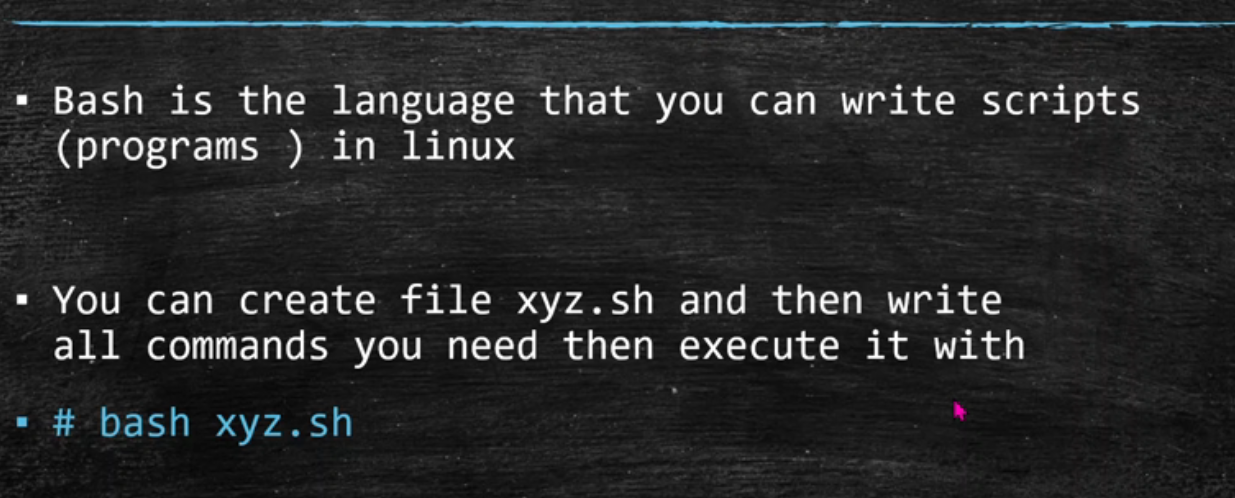 ▪ Bash is the language that you can write scripts
(programs ) in linux
▪ You can create file xyz.sh and then write
all commands you need then execute it with
▪ # bash xyz.sh